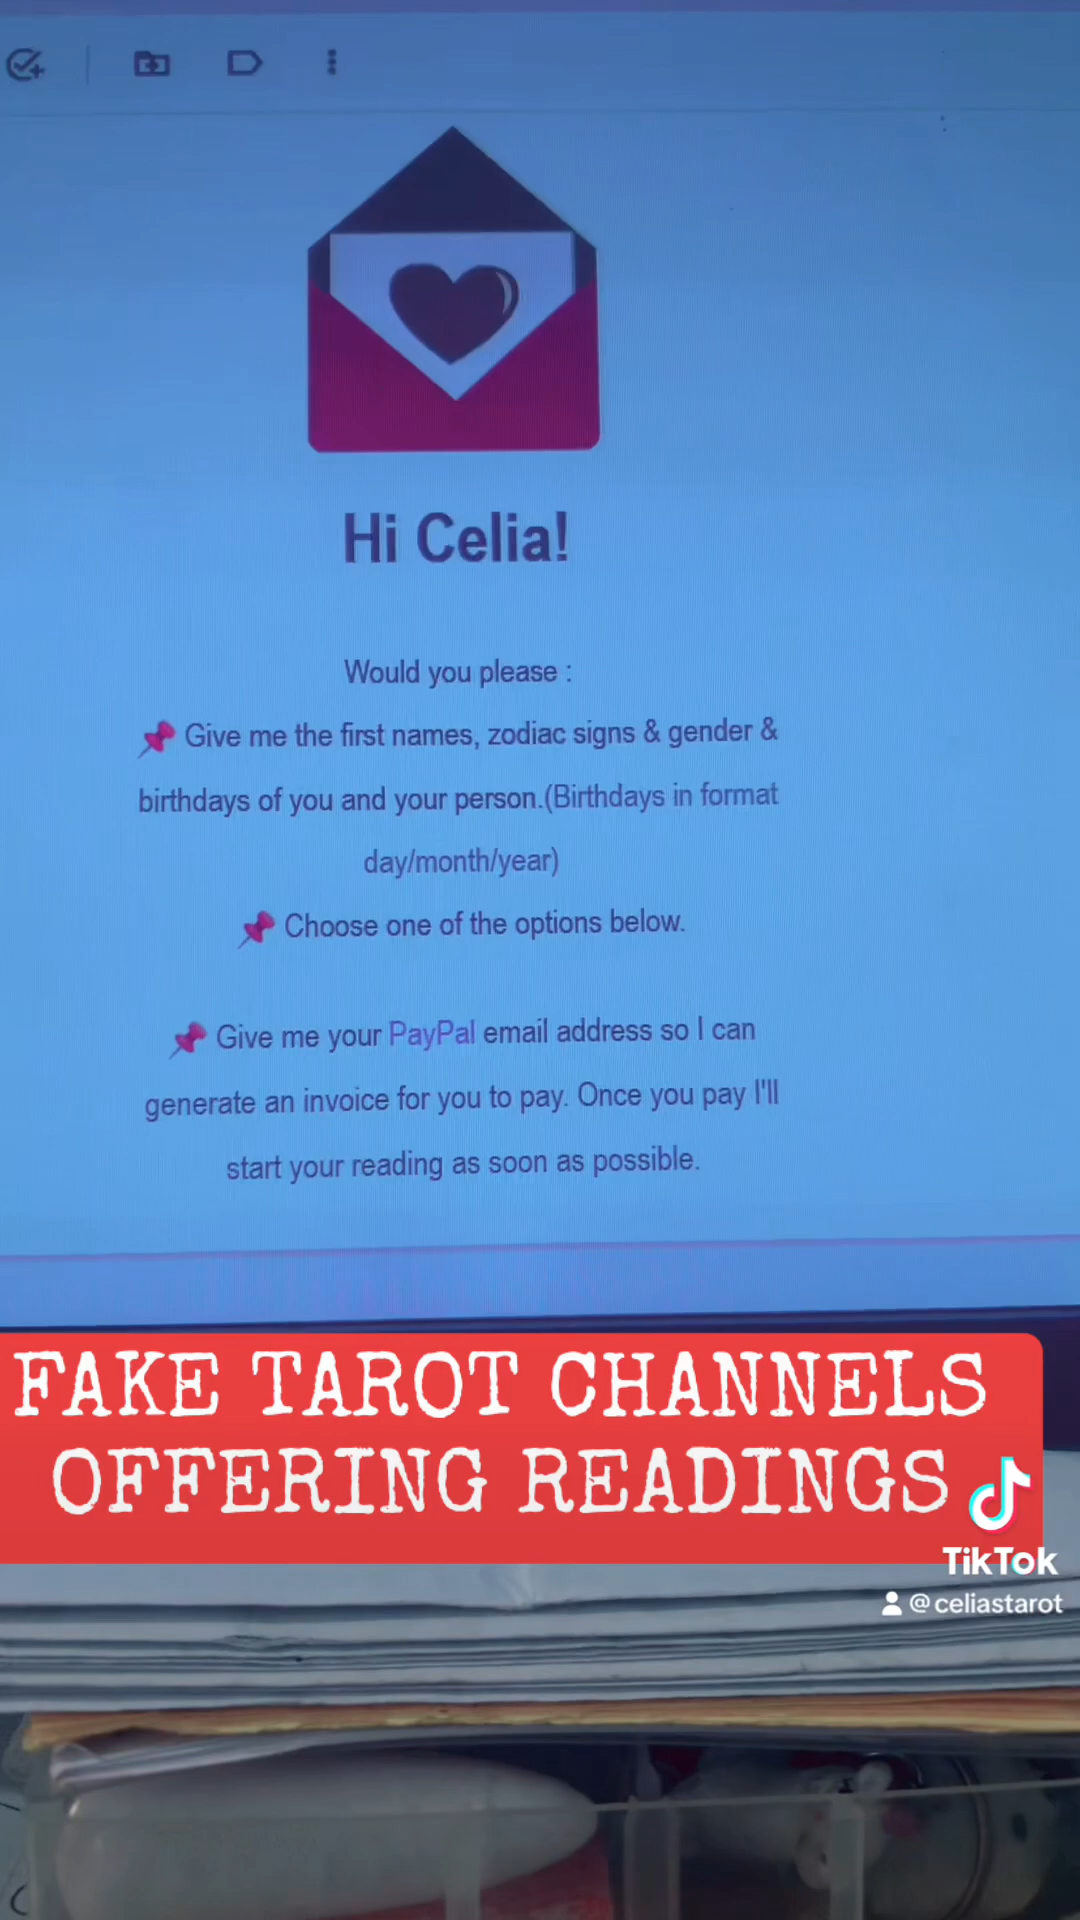 Hi Celia!
Would you please :
📌 Give me the first names, zodiac signs & gender &
birthdays of you and your person.(Birthdays in format
day/month/year)
📌 Choose one of the options below.
📌 Give me your PayPal email address so I can
generate an invoice for you to pay. Once you pay I'll
start your reading as soon as possible.
FAKE TAROT CHANNELS
OFFERING READINGS
TikTok
@celiastarot